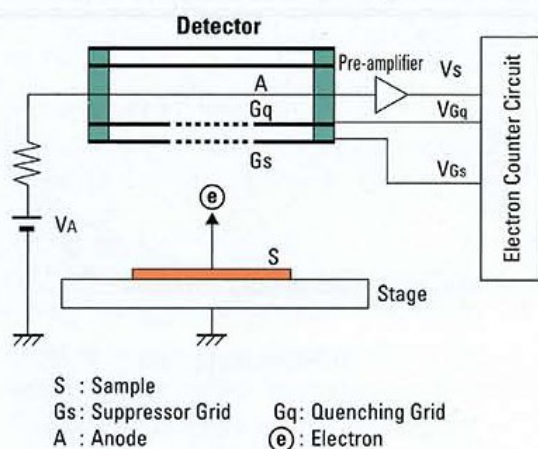 Detector
Pre-amplifier
Vs
A
Gq
VGq
Gs
VGs
Electron Counter Circuit
e
VA
S
Stage
S : Sample
Gs: Suppressor Grid Gq: Quenching Grid
A : Anode e : Electron